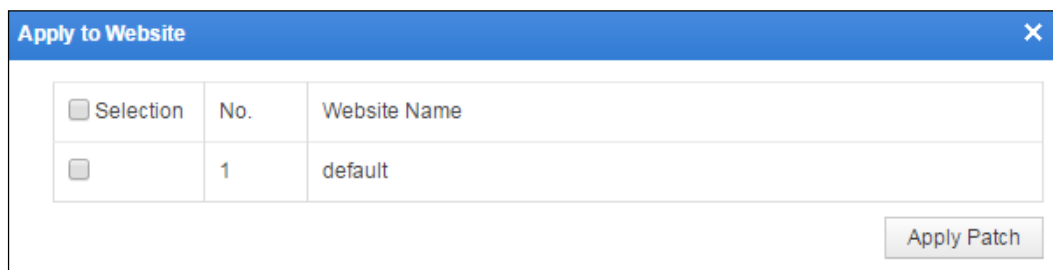 Apply to Website
Selection No. Website Name
1 default
Apply Patch